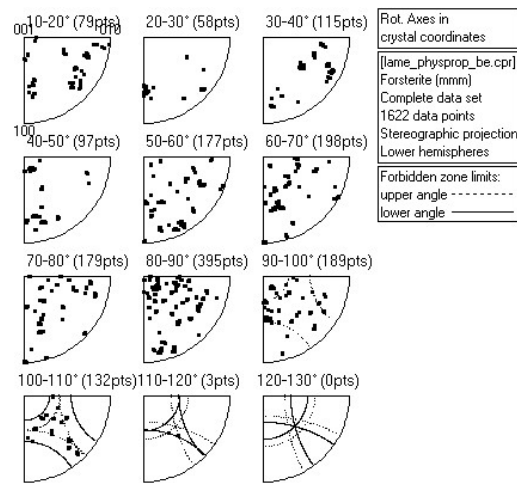 10-20° (79pts)
001
010
100
20-30° (58pts)
30-40° (115pts)
40-50° (97pts)
50-60° (177pts)
60-70° (198pts)
70-80° (179pts)
80-90° (395pts)
90-100° (189pts)
100-110° (132pts)
110-120° (3pts)
120-130° (0pts)
Rot. Axes in
crystal coordinates
[lame_physprop_be.cpr]
Forsterite (mmm)
Complete data set
1622 data points
Stereographic projection
Lower hemispheres
Forbidden zone limits:
upper angle
lower angle